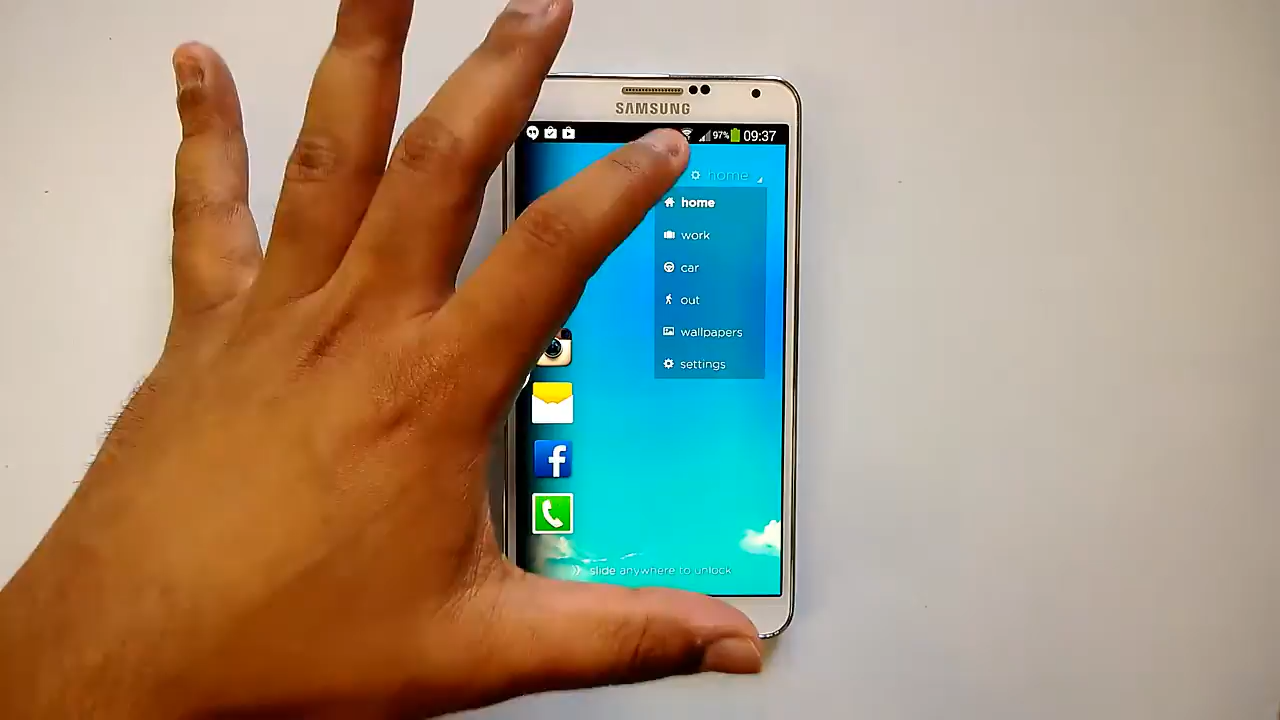 SAMSUNG
97% 09:37
home
home
work
car
out
wallpapers
settings
f
» slide anywhere to unlock